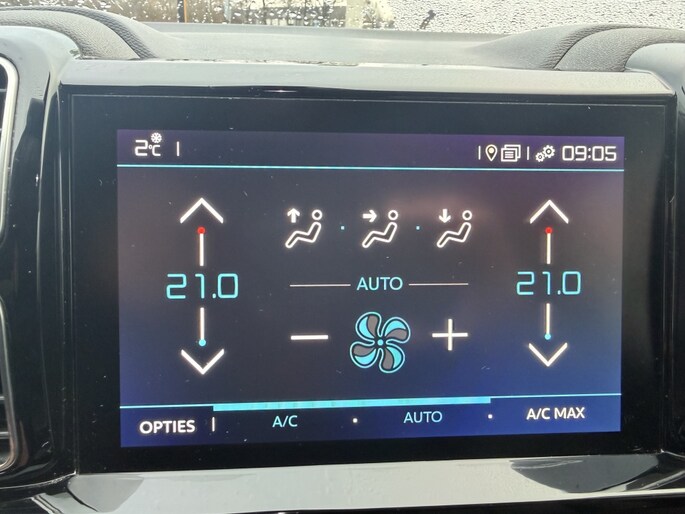 2°C 09:05
21.0 21.0
AUTO
OPTIES A/C AUTO A/C MAX